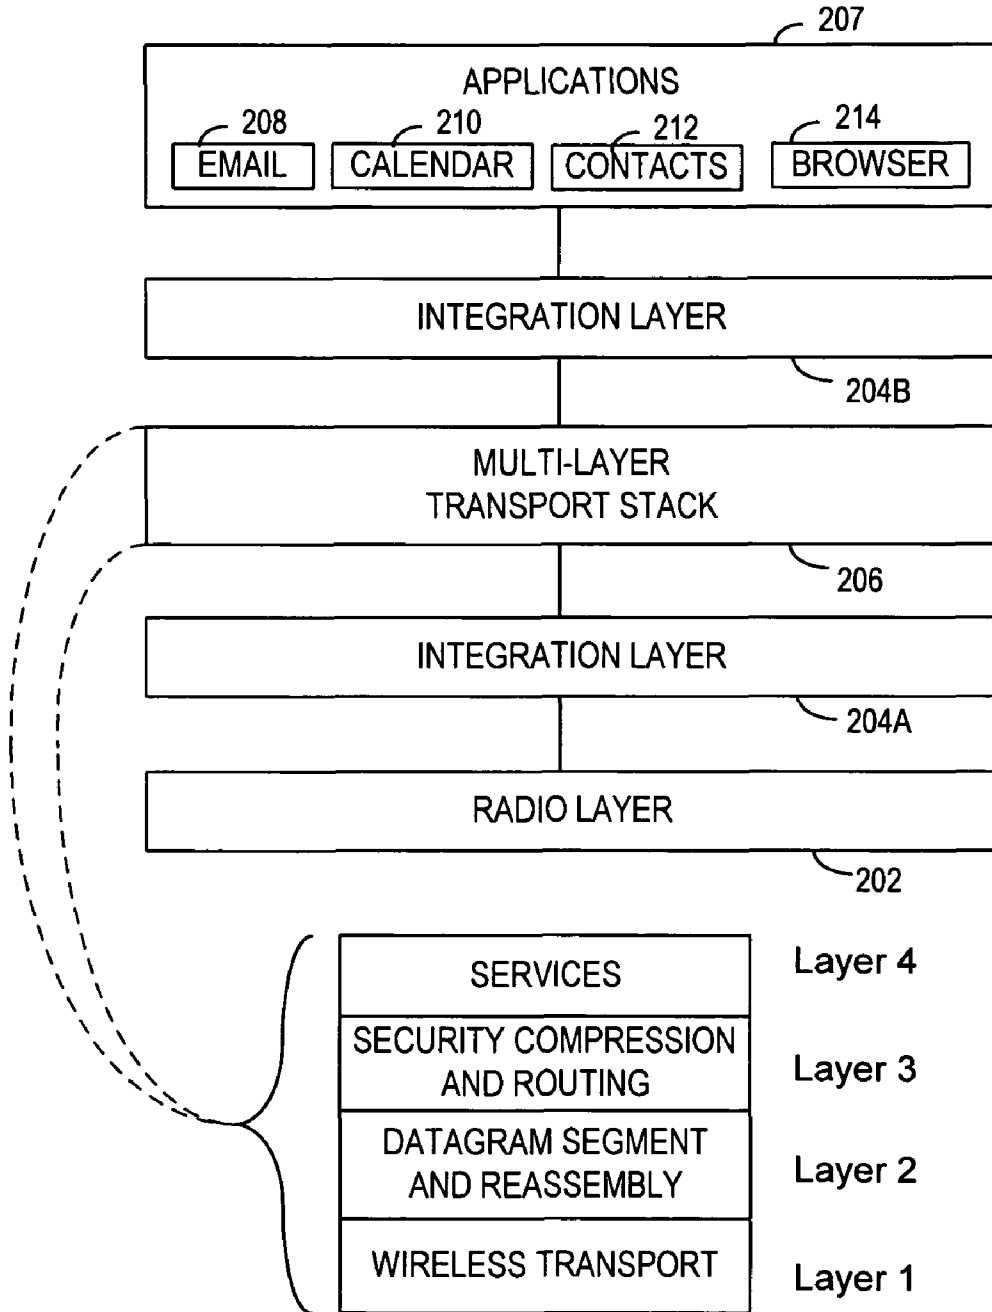 207
APPLICATIONS
208 210 212 214
EMAIL CALENDAR CONTACTS BROWSER
INTEGRATION LAYER
204B
MULTI-LAYER
TRANSPORT STACK
206
INTEGRATION LAYER
204A
RADIO LAYER
202
SERVICES Layer 4
SECURITY COMPRESSION
AND ROUTING Layer 3
DATAGRAM SEGMENT
AND REASSEMBLY Layer 2
WIRELESS TRANSPORT Layer 1